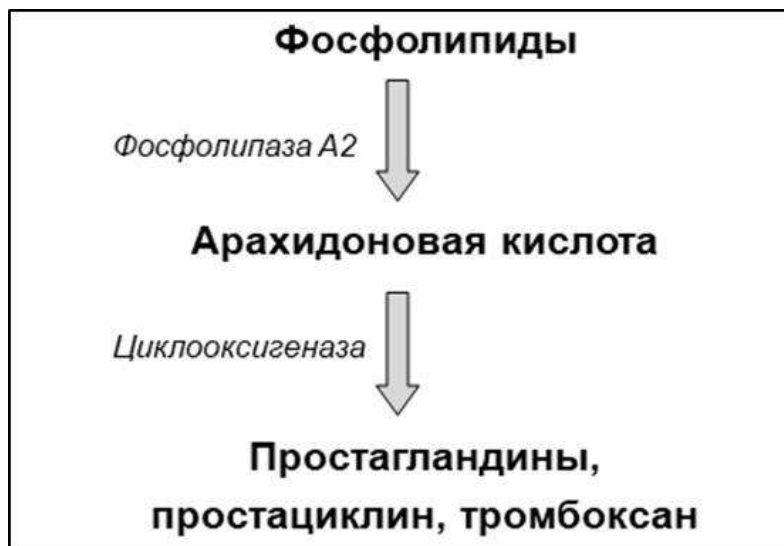 Фосфолипиды
Фосфолипаза А2
Арахидоновая кислота
Циклооксигеназа
Простагландины,
простациклин, тромбоксан